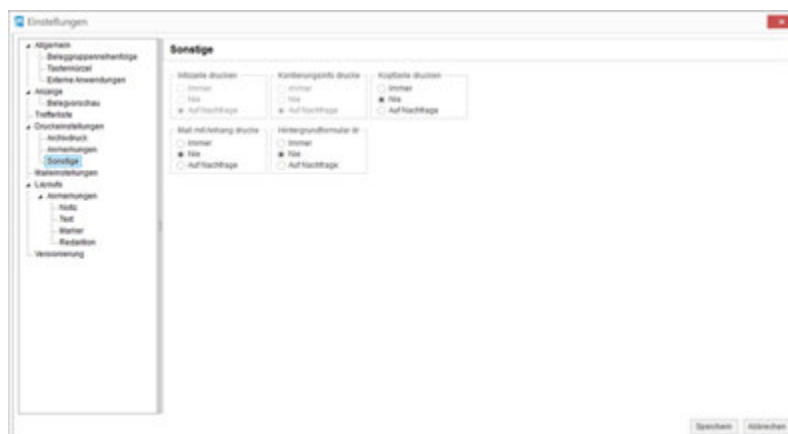 Einstellungen
Allgemein
Beleggruppenreihenfolge
Tastenkürzel
Externe Anwendungen
Anzeige
Belegvorschau
Trefferliste
Druckeinstellungen
Archivdruck
Anmerkungen
Sonstige
Maileinstellungen
Layouts
Anmerkungen
Notiz
Text
Marker
Redaktion
Versionierung
Sonstige
Infozeile drucken Kontierungsinfo drucke Kopfzeile drucken
Immer Immer Immer
Nie Nie Nie
Auf Nachfrage Auf Nachfrage Auf Nachfrage
Mail mit Anhang drucke Hintergrundformular dr
Immer Immer
Nie Nie
Auf Nachfrage Auf Nachfrage
Speichern Abbrechen